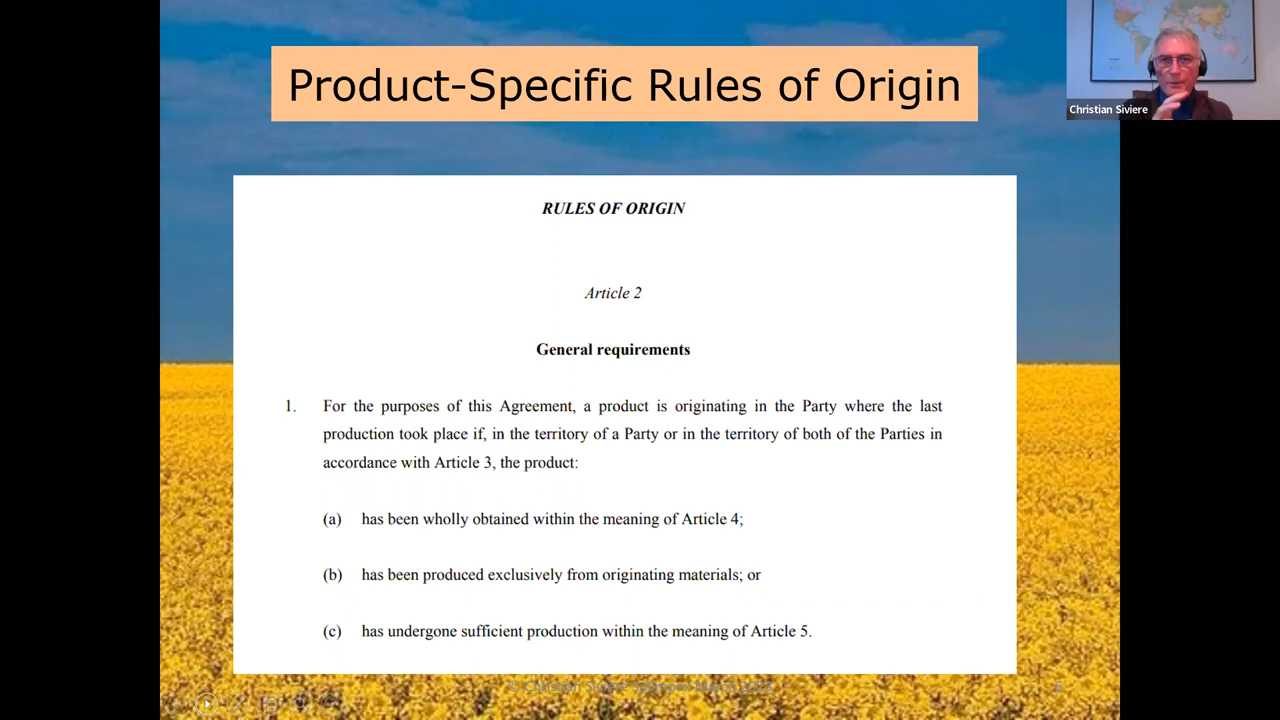 Product-Specific Rules of Origin
Christian Siviere
RULES OF ORIGIN
Article 2
General requirements
1. For the purposes of this Agreement, a product is originating in the Party where the last
production took place if, in the territory of a Party or in the territory of both of the Parties in
accordance with Article 3, the product:
(a) has been wholly obtained within the meaning of Article 4;
(b) has been produced exclusively from originating materials; or
(c) has undergone sufficient production within the meaning of Article 5.
© Christian Siviere